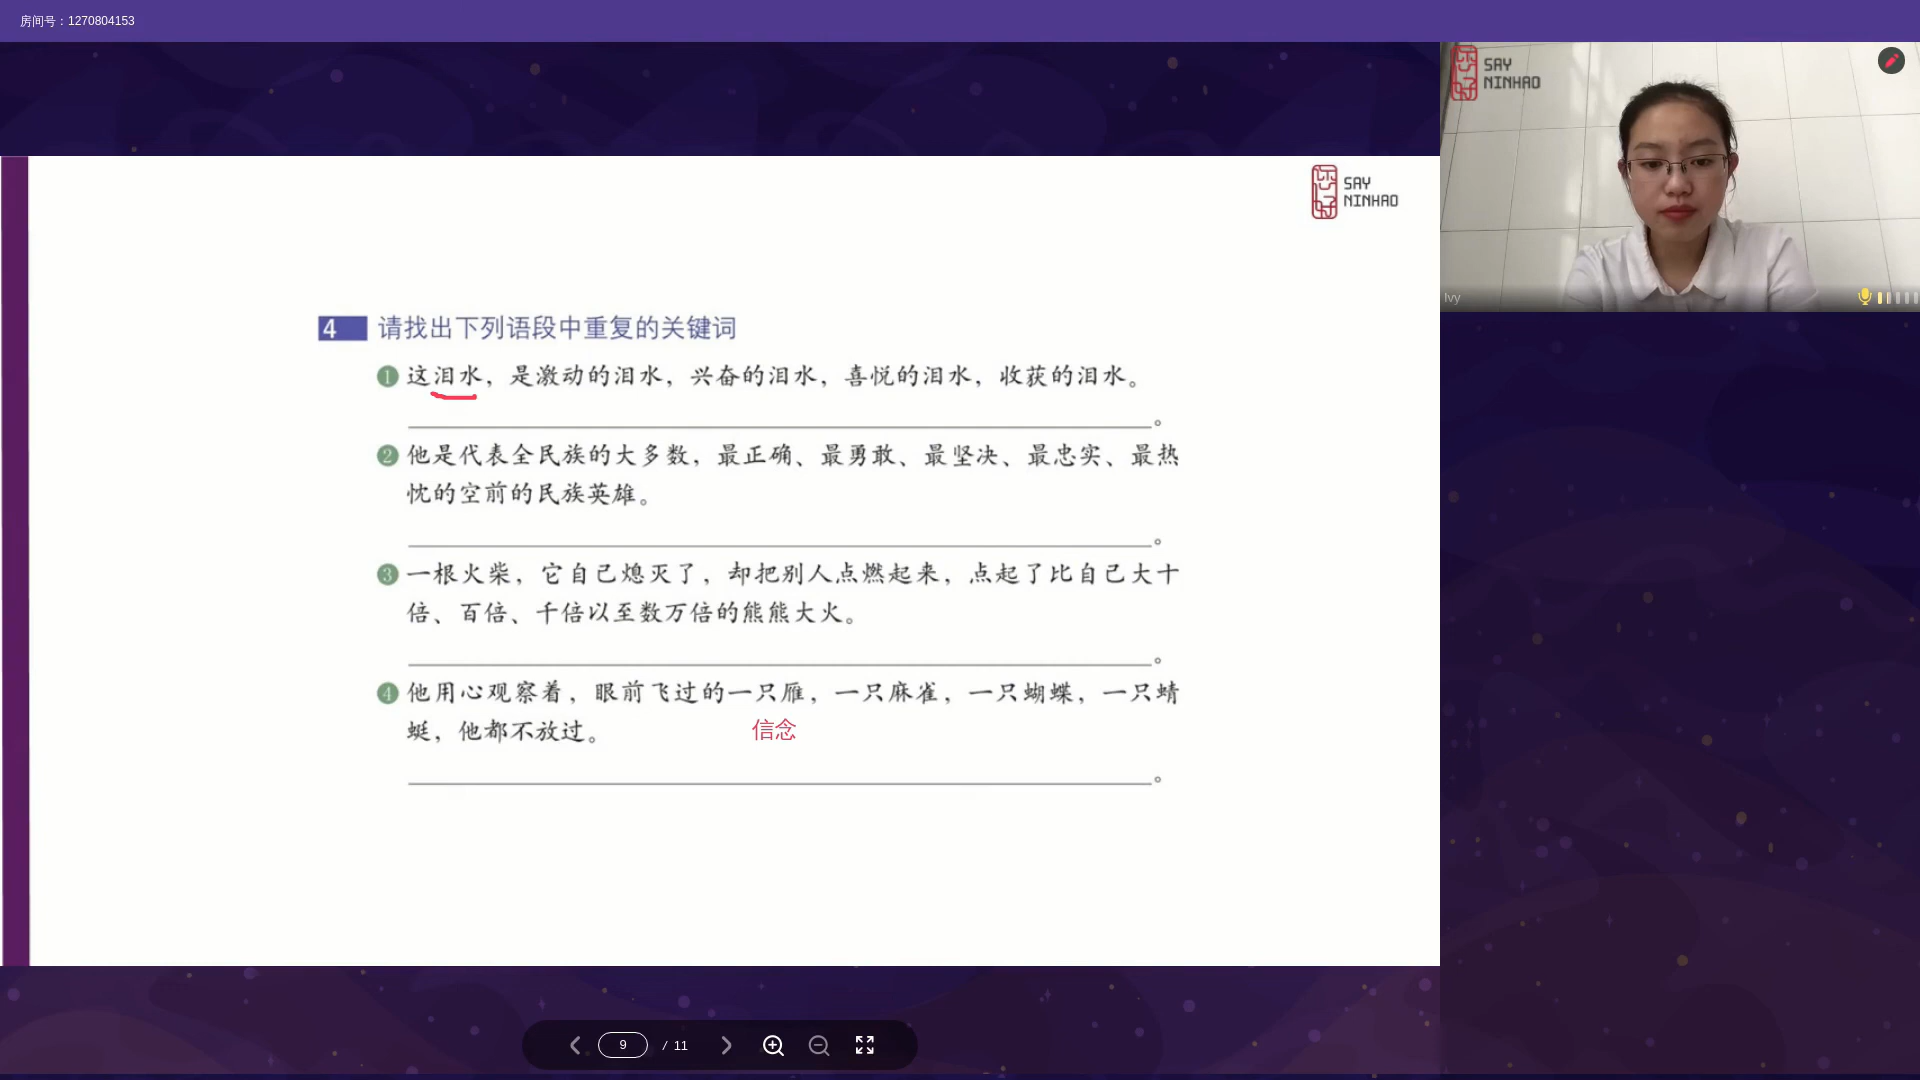 房间号：1270804153
SAY
NINHAO
SAY
NINHAO
Ivy
4 请找出下列语段中重复的关键词
1 这泪水，是激动的泪水，兴奋的泪水，喜悦的泪水，收获的泪水。
。
2 他是代表全民族的大多数，最正确、最勇敢、最坚决、最忠实、最热
忱的空前的民族英雄。
。
3 一根火柴，它自己熄灭了，却把别人点燃起来，点起了比自己大十
倍、百倍、千倍以至数万倍的熊熊大火。
。
4 他用心观察着，眼前飞过的一只雁，一只麻雀，一只蝴蝶，一只蜻
蜓，他都不放过。
信念
。
9 / 11